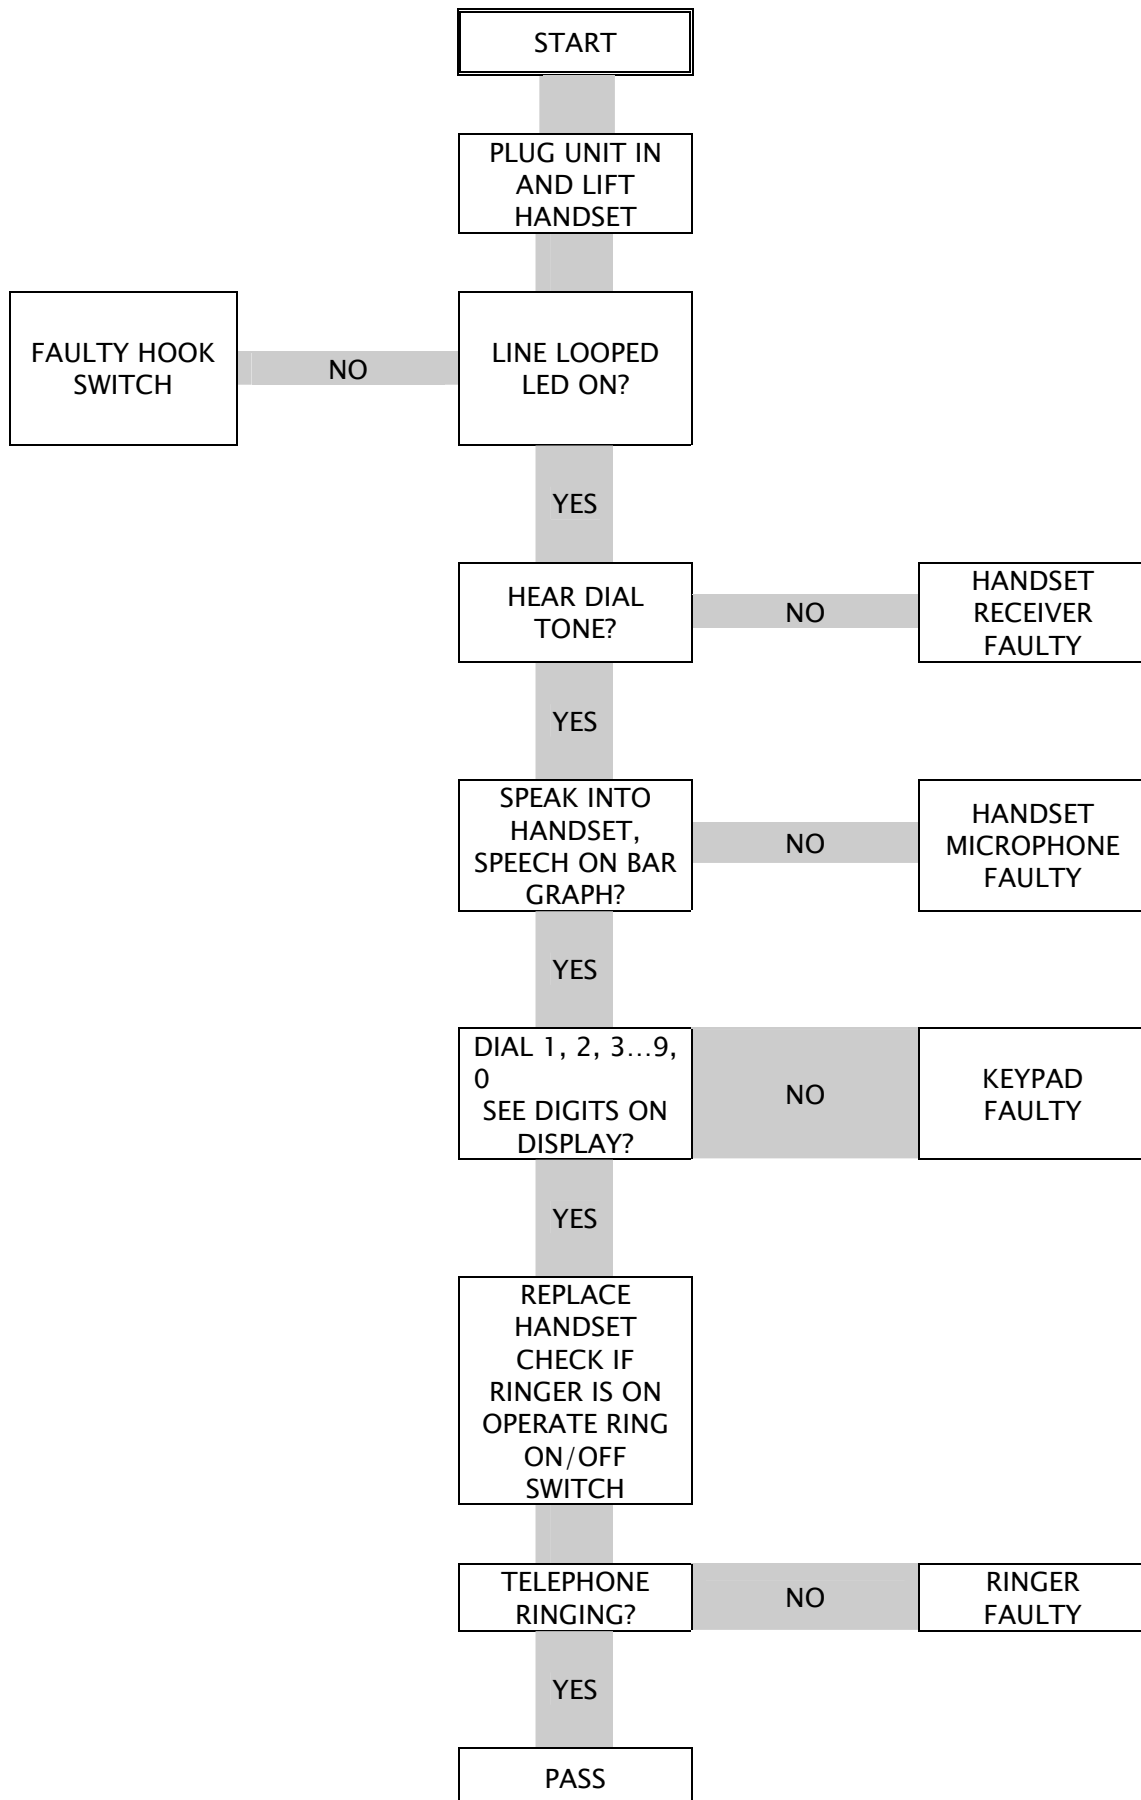 START
PLUG UNIT IN
AND LIFT
HANDSET
FAULTY HOOK
SWITCH
NO
LINE LOOPED
LED ON?
YES
HEAR DIAL
TONE?
NO
HANDSET
RECEIVER
FAULTY
YES
SPEAK INTO
HANDSET,
SPEECH ON BAR
GRAPH?
NO
HANDSET
MICROPHONE
FAULTY
YES
DIAL 1, 2, 3…9,
0
SEE DIGITS ON
DISPLAY?
NO
KEYPAD
FAULTY
YES
REPLACE
HANDSET
CHECK IF
RINGER IS ON
OPERATE RING
ON/OFF
SWITCH
TELEPHONE
RINGING?
NO
RINGER
FAULTY
YES
PASS